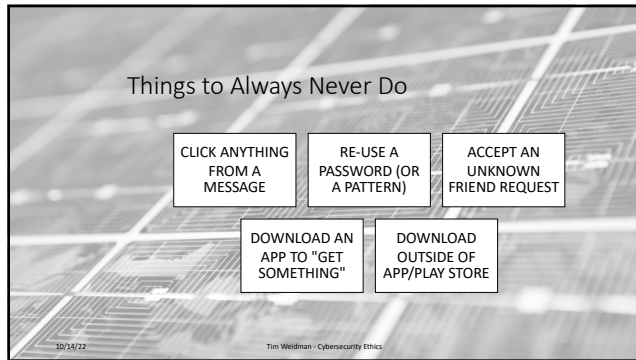 Things to Always Never Do
CLICK ANYTHING
FROM A
MESSAGE
RE-USE A
PASSWORD (OR
A PATTERN)
ACCEPT AN
UNKNOWN
FRIEND REQUEST
DOWNLOAD AN
APP TO "GET
SOMETHING"
DOWNLOAD
OUTSIDE OF
APP/PLAY STORE
10/14/22
Tim Weidman - Cybersecurity Ethics